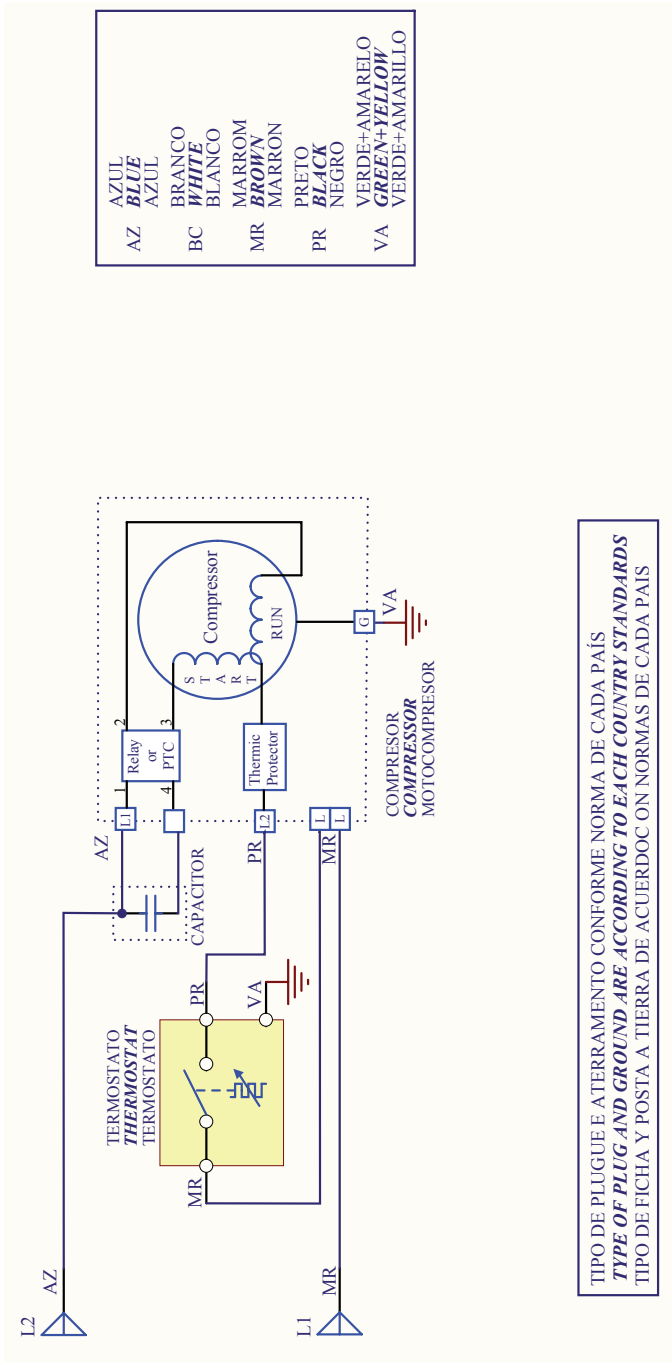 L2
AZ
L1
MR
TERMOSTATO
THERMOSTAT
TERMOSTATO
MR
PR
VA
CAPACITOR
AZ
L1
PR
L2
MR
L
L
1
2
4
3
Relay
or
PTC
Thermic
Protector
Compressor
S
T
A
R
T
RUN
G
VA
COMPRESOR
COMPRESSOR
MOTOCOMPRESOR
AZ AZUL
BLUE
AZUL
BC BRANCO
WHITE
BLANCO
MR MARROM
BROWN
MARRON
PR PRETO
BLACK
NEGRO
VA VERDE+AMARELO
GREEN+YELLOW
VERDE+AMARILLO
TIPO DE PLUGUE E ATERRAMENTO CONFORME NORMA DE CADA PAÍS
TYPE OF PLUG AND GROUND ARE ACCORDING TO EACH COUNTRY STANDARDS
TIPO DE FICHA Y POSTA A TIERRA DE ACUERDOC ON NORMAS DE CADA PAIS